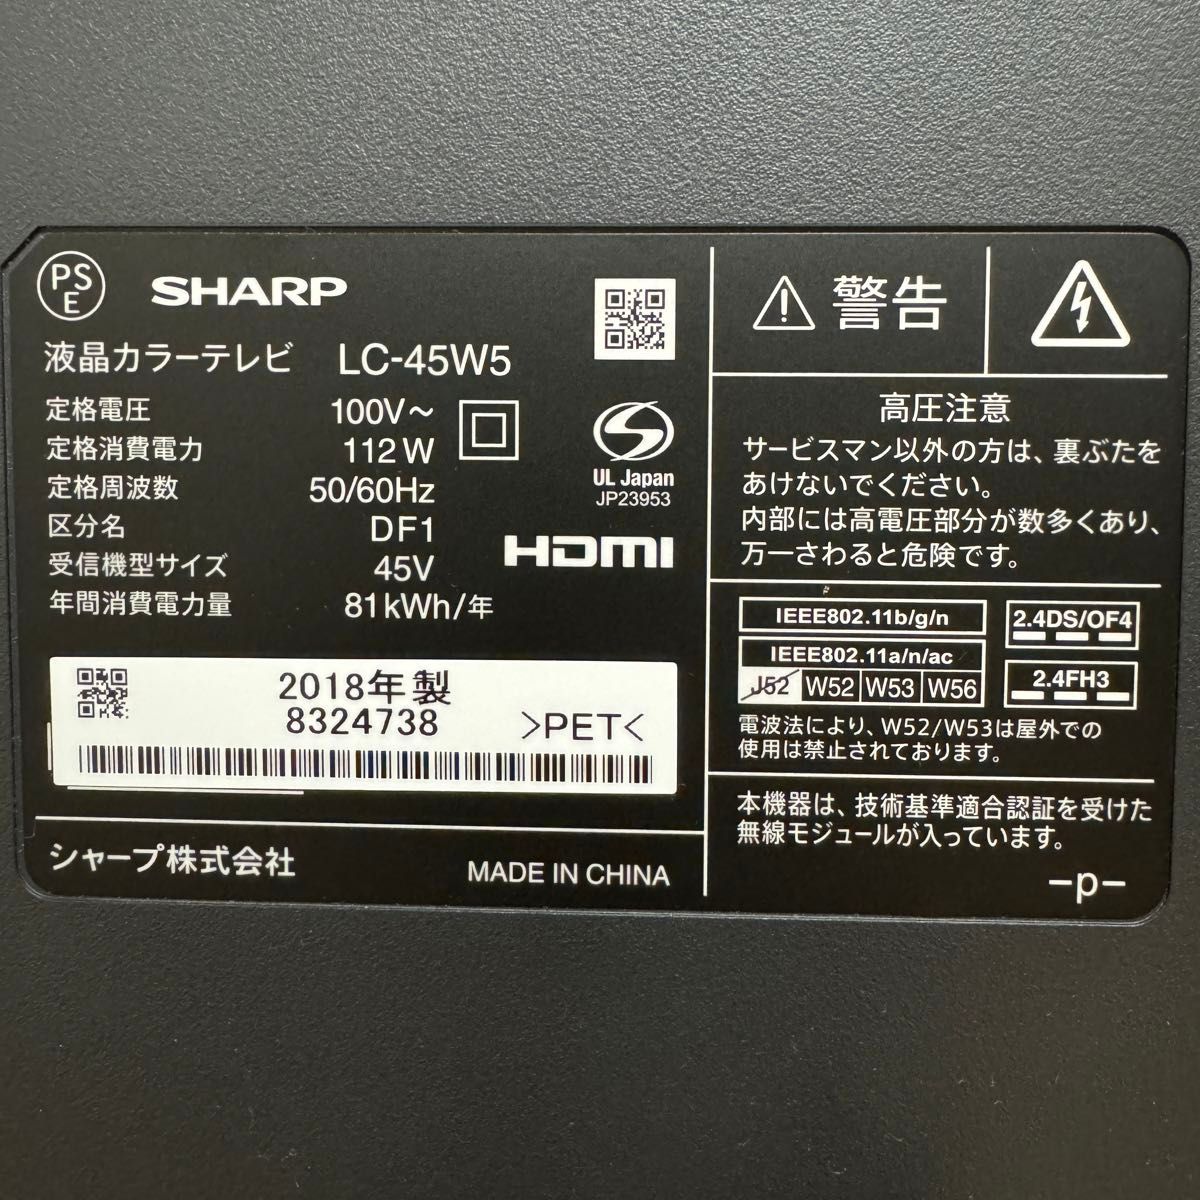 PS
E
SHARP
液晶カラーテレビ LC-45W5
定格電圧 100V～
定格消費電力 112W
定格周波数 50/60Hz
区分名 DF1
受信機型サイズ 45V
年間消費電力量 81kWh/年
UL Japan
JP23953
HDMI
2018年製
8324738
>PET<
シャープ株式会社
MADE IN CHINA
警告
高圧注意
サービスマン以外の方は、裏ぶたを
あけないでください。
内部には高電圧部分が数多くあり、
万一さわると危険です。
IEEE802.11b/g/n
IEEE802.11a/n/ac
J52 W52 W53 W56
2.4DS/OF4
2.4FH3
電波法により、W52/W53は屋外での
使用は禁止されております。
本機器は、技術基準適合認証を受けた
無線モジュールが入っています。
-p-